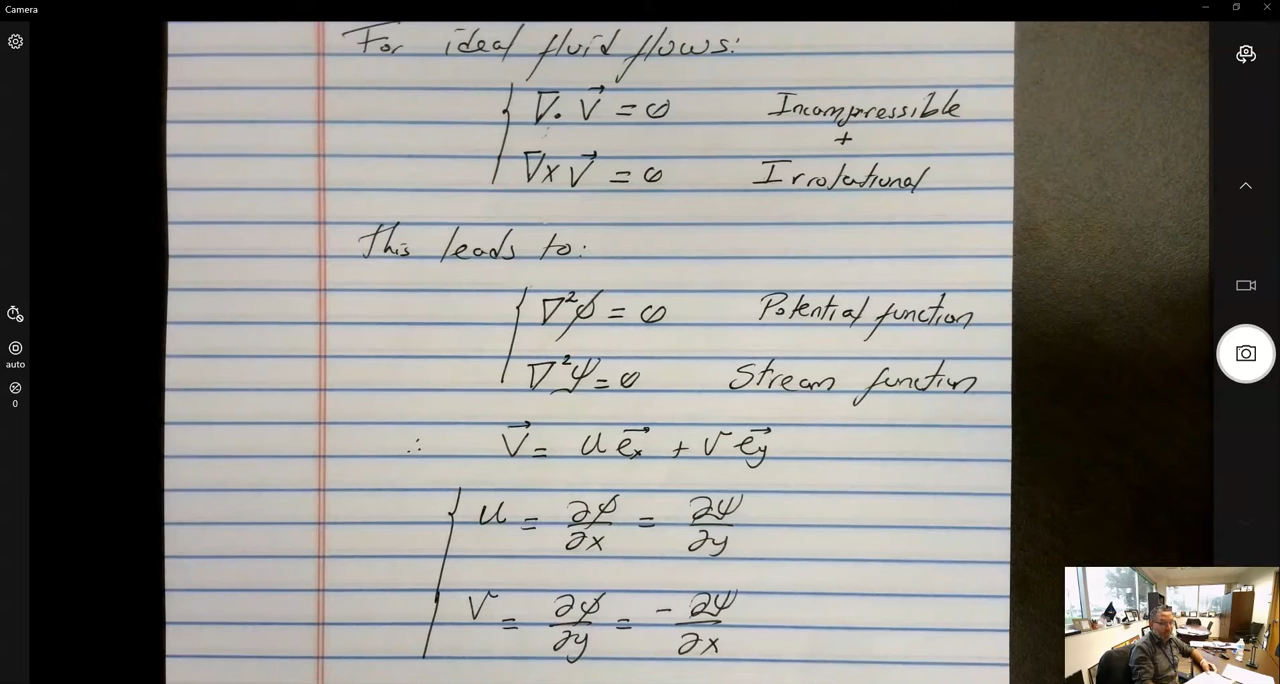 Camera
For ideal fluid flows:
∇. V⃗ = 0 Incompressible
+
∇x V⃗ = 0 Irrotational
This leads to:
∇²ϕ = 0 Potential function
∇²ψ = 0 Stream function
∴ V⃗ = u e⃗x + v e⃗y
u = ∂ϕ/∂x = ∂ψ/∂y
v = ∂ϕ/∂y = -∂ψ/∂x
auto
0